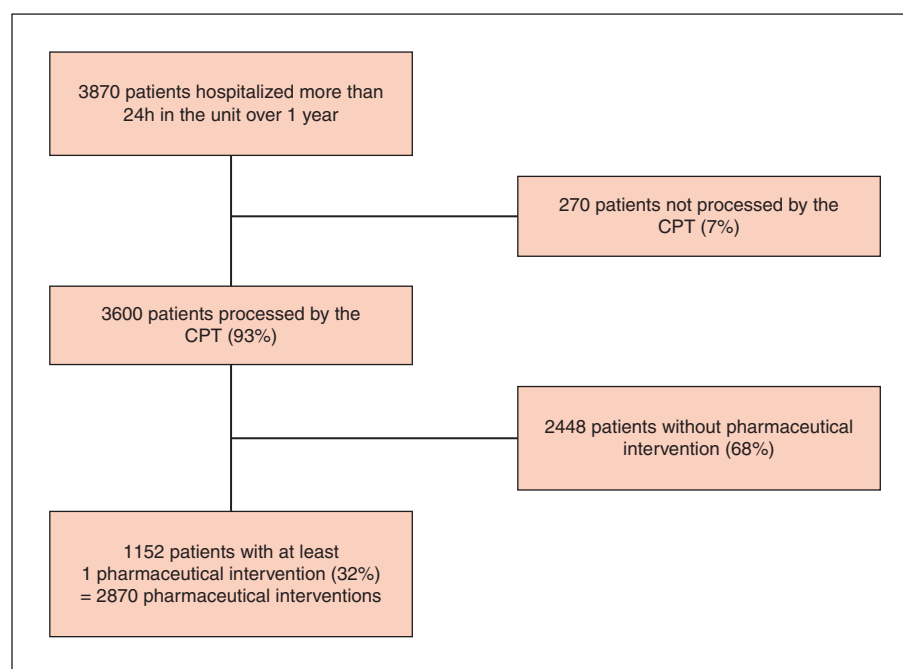 3870 patients hospitalized more than
24h in the unit over 1 year
270 patients not processed by the
CPT (7%)
3600 patients processed by the
CPT (93%)
2448 patients without pharmaceutical
intervention (68%)
1152 patients with at least
1 pharmaceutical intervention (32%)
= 2870 pharmaceutical interventions